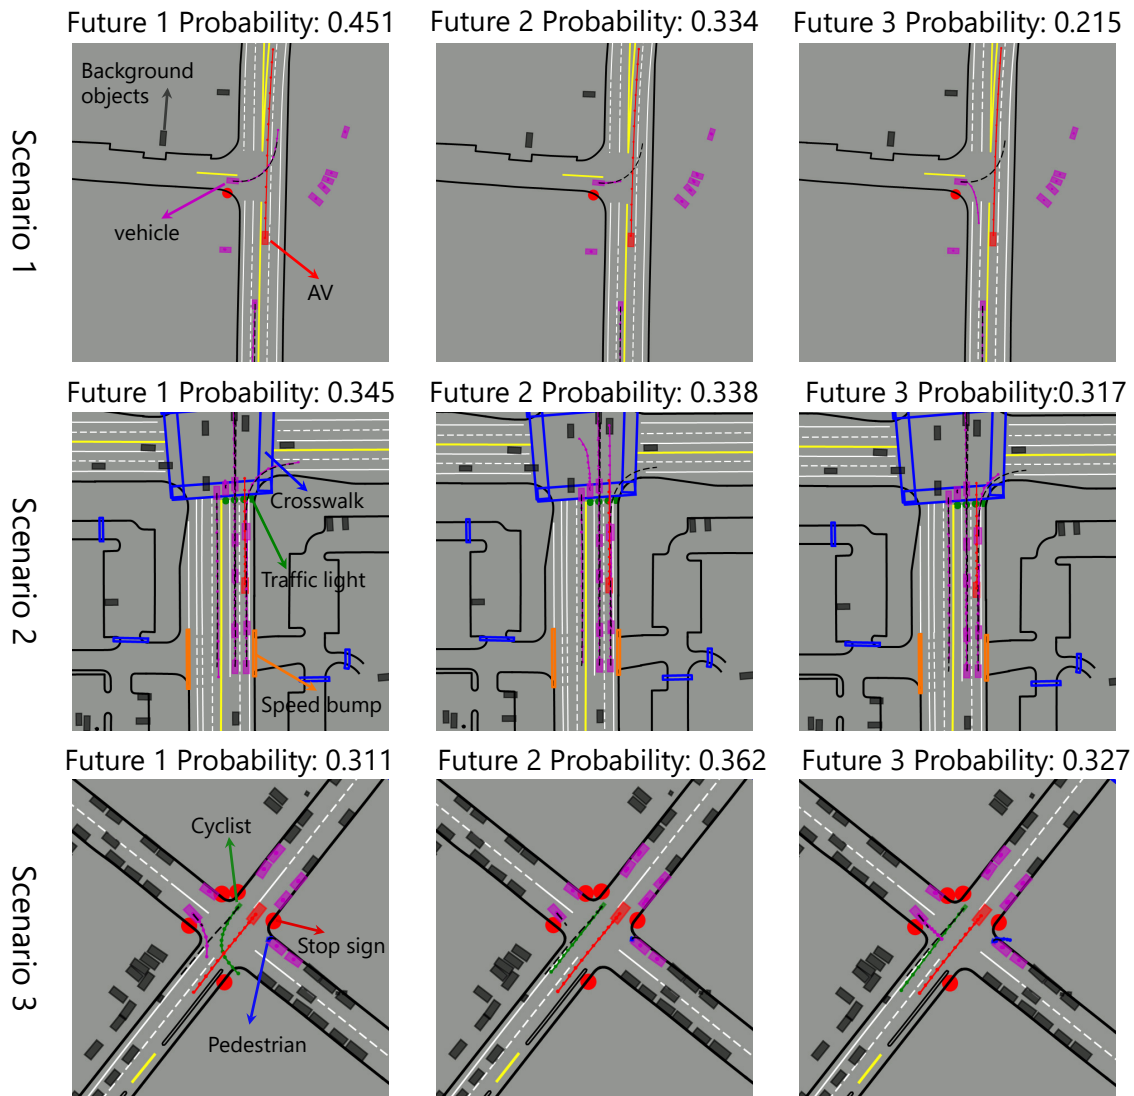 Future 1 Probability: 0.451
Future 2 Probability: 0.334
Future 3 Probability: 0.215
Scenario 1
Background
objects
vehicle
AV
Future 1 Probability: 0.345
Future 2 Probability: 0.338
Future 3 Probability:0.317
Scenario 2
Crosswalk
Traffic light
Speed bump
Future 1 Probability: 0.311
Future 2 Probability: 0.362
Future 3 Probability: 0.327
Scenario 3
Cyclist
Stop sign
Pedestrian